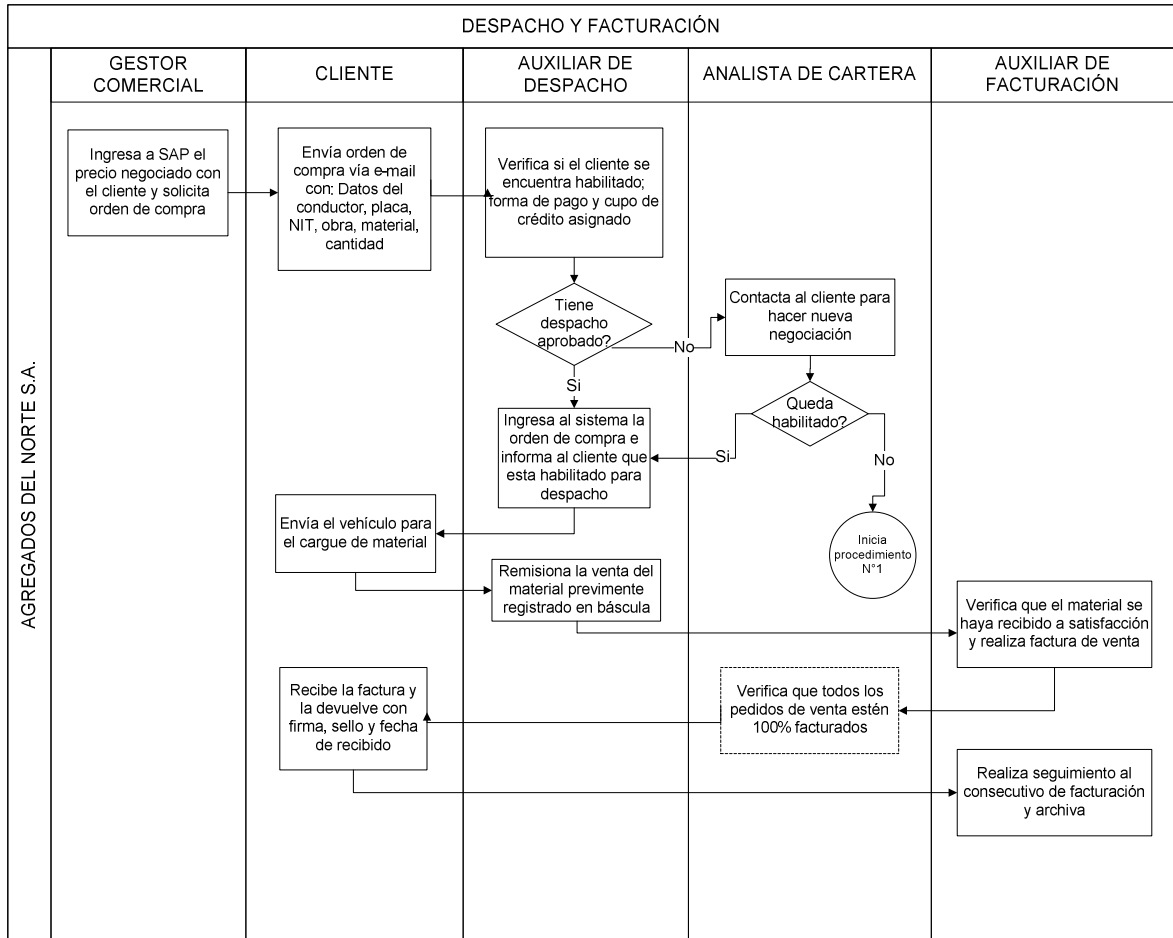 DESPACHO Y FACTURACIÓN
AGREGADOS DEL NORTE S.A.
GESTOR
COMERCIAL
CLIENTE
AUXILIAR DE
DESPACHO
ANALISTA DE CARTERA
AUXILIAR DE
FACTURACIÓN
Ingresa a SAP el
precio negociado con
el cliente y solicita
orden de compra
Envía orden de
compra vía e-mail
con: Datos del
conductor, placa,
NIT, obra, material,
cantidad
Verifica si el cliente se
encuentra habilitado;
forma de pago y cupo de
crédito asignado
Tiene
despacho
aprobado?
No
Si
Contacta al cliente para
hacer nueva
negociación
Queda
habilitado?
Si
No
Ingresa al sistema la
orden de compra e
informa al cliente que
esta habilitado para
despacho
Inicia
procedimiento
N°1
Envía el vehículo para
el cargue de material
Remisiona la venta del
material previmente
registrado en báscula
Verifica que el material se
haya recibido a satisfacción
y realiza factura de venta
Verifica que todos los
pedidos de venta estén
100% facturados
Recibe la factura y
la devuelve con
firma, sello y fecha
de recibido
Realiza seguimiento al
consecutivo de facturación
y archiva